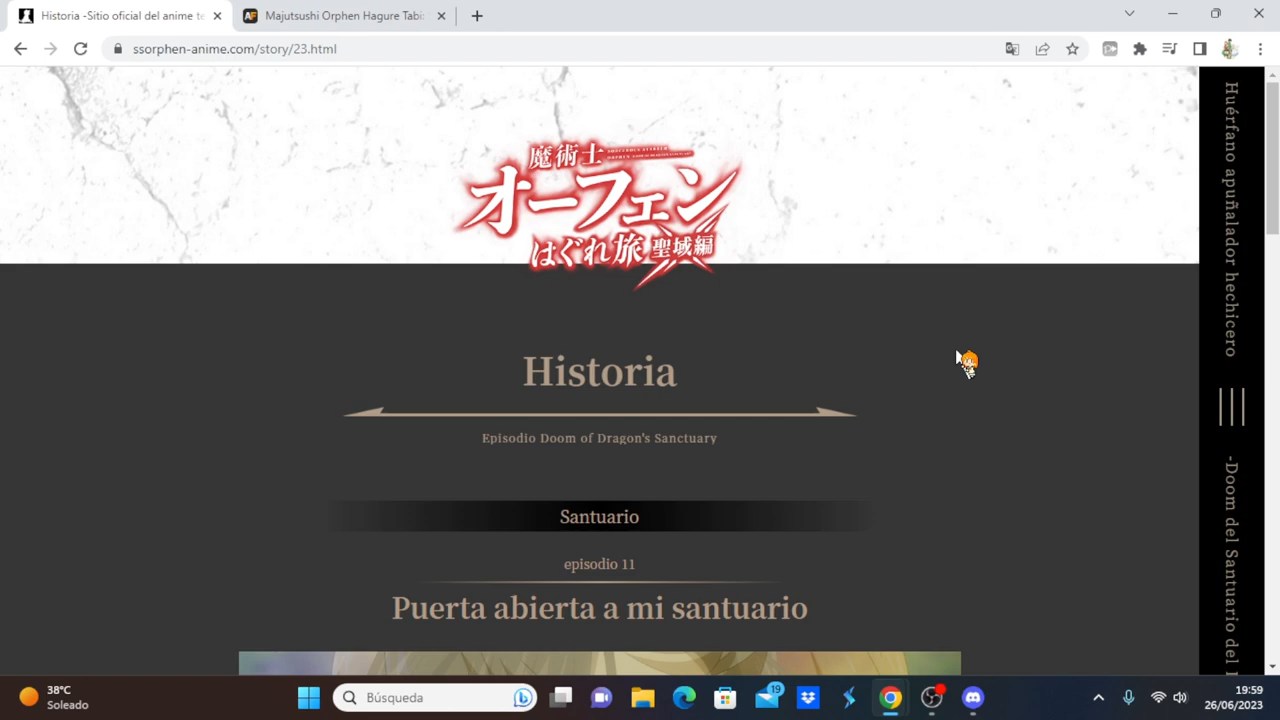 Historia -Sitio oficial del anime te
Majutsushi Orphen Hagure Tabi:
ssorphen-anime.com/story/23.html
魔術士
オーフェン
はぐれ旅 聖域編
Huérfano apuñalador hechicero
Historia
Episodio Doom of Dragon's Sanctuary
Santuario
episodio 11
Puerta abierta a mi santuario
-Doom del Santuario del
38°C
Soleado
Búsqueda
19
19:59
26/06/2023